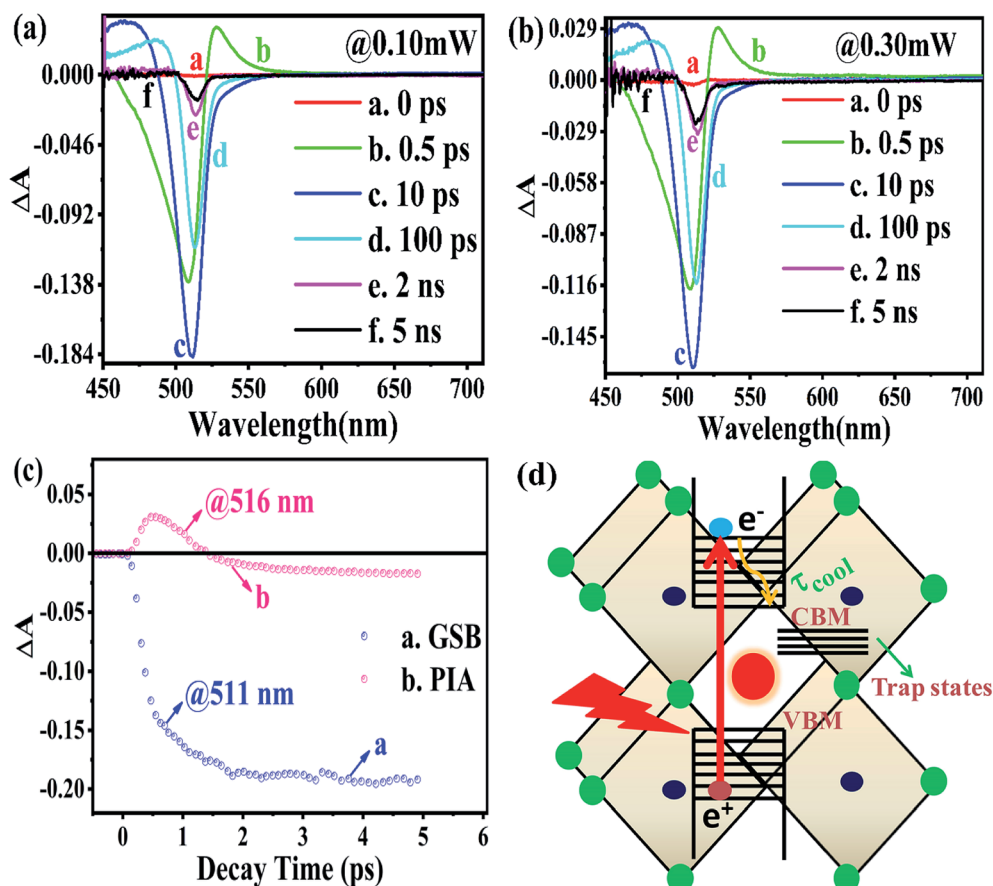 (a)
@0.10mW
b
a
f
e
d
c
a. 0 ps
b. 0.5 ps
c. 10 ps
d. 100 ps
e. 2 ns
f. 5 ns
0.000
-0.046
-0.092
-0.138
-0.184
ΔA
450 500 550 600 650 700
Wavelength(nm)
(b)
@0.30mW
b
a
f
e
d
c
a. 0 ps
b. 0.5 ps
c. 10 ps
d. 100 ps
e. 2 ns
f. 5 ns
0.029
0.000
-0.029
-0.058
-0.087
-0.116
-0.145
ΔA
450 500 550 600 650 700
Wavelength(nm)
(c)
0.05
0.00
-0.05
-0.10
-0.15
-0.20
ΔA
@516 nm
b
a. GSB
b. PIA
@511 nm
a
0 1 2 3 4 5 6
Decay Time (ps)
(d)
e-
τcool
CBM
Trap states
VBM
e+